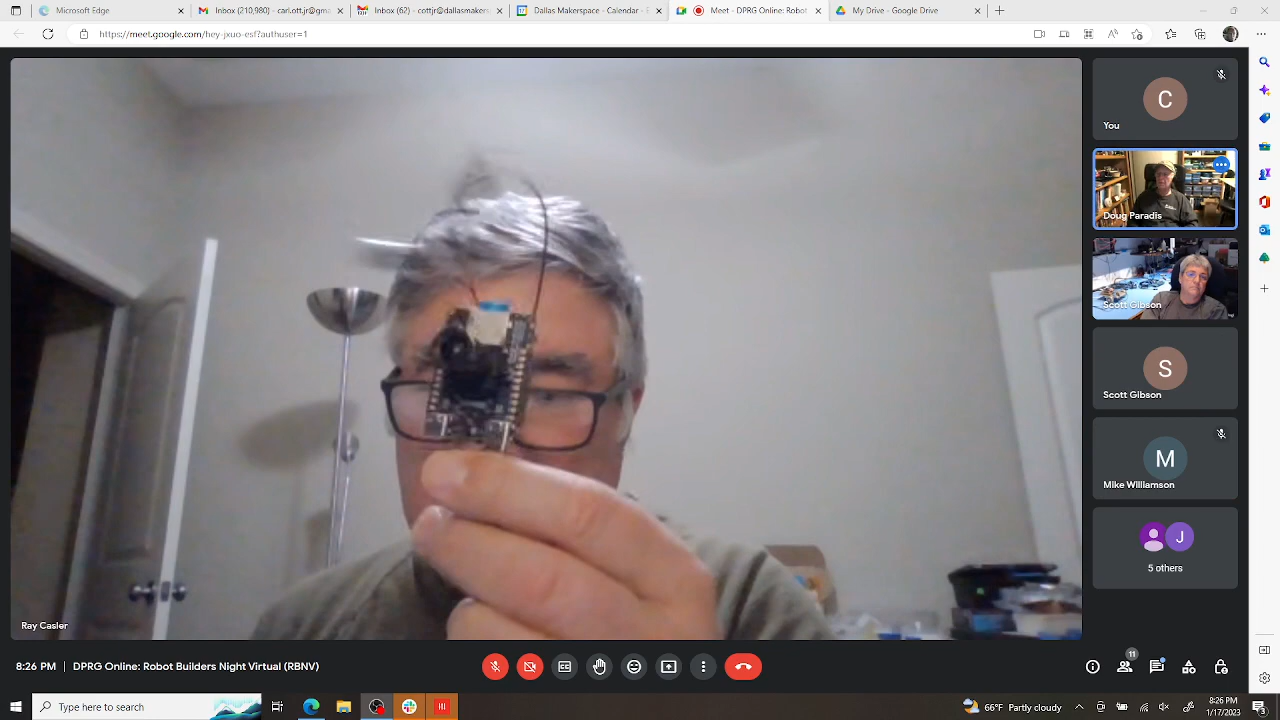 Microsoft Edge
Inbox (210,980) - carl.ott.jr@gma
Inbox (62) - cottjr@dallasmakers
Dallas Makerspace - Calendar - E
Meet - DPRG Online: Robot
My Drive - Google Drive
https://meet.google.com/hey-jxuo-esf?authuser=1
C
You
Doug Paradis
Scott Gibson
S
Scott Gibson
M
Mike Williamson
J
5 others
Ray Casler
8:26 PM | DPRG Online: Robot Builders Night Virtual (RBNV)
11
Type here to search
66°F Partly cloudy
8:26 PM
1/17/2023